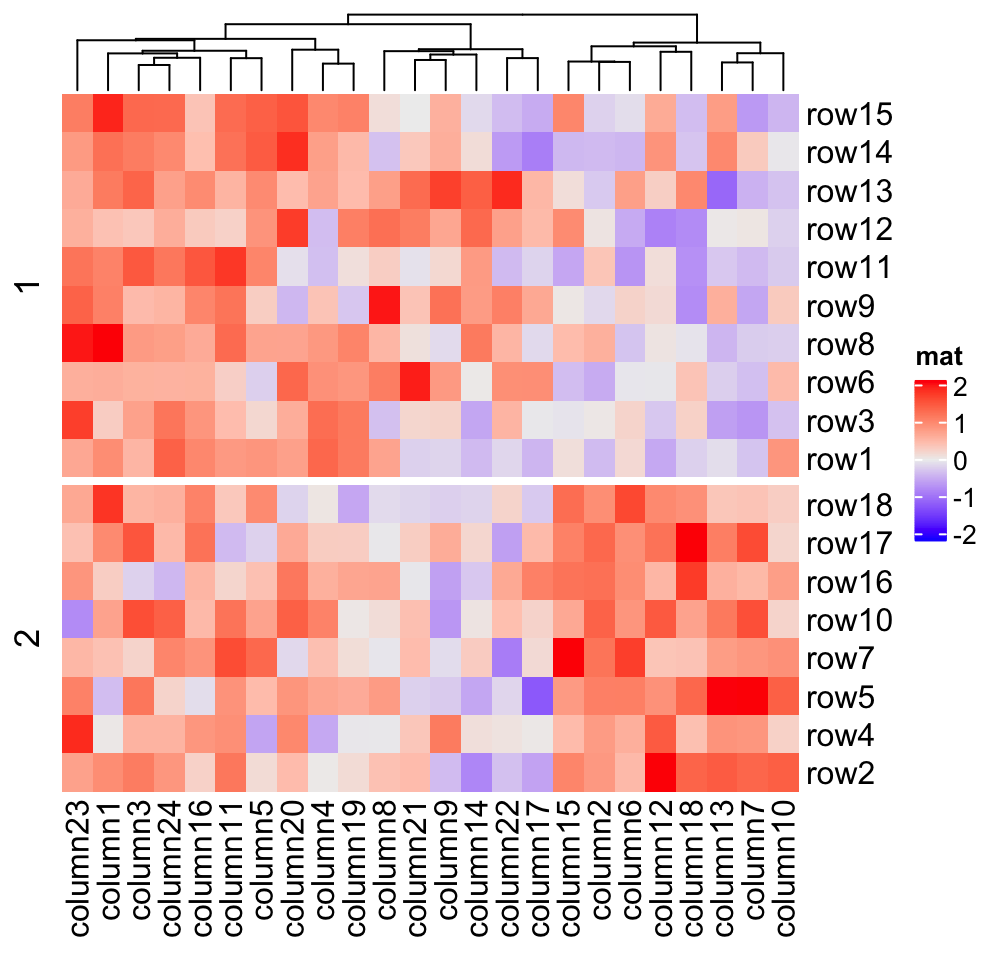 row15
row14
row13
row12
row11
row9
row8
row6
row3
row1
1
row18
row17
row16
row10
row7
row5
row4
row2
2
mat
2
1
0
-1
-2
column23
column1
column3
column24
column16
column11
column5
column20
column4
column19
column8
column21
column9
column14
column22
column17
column15
column2
column6
column12
column18
column13
column7
column10